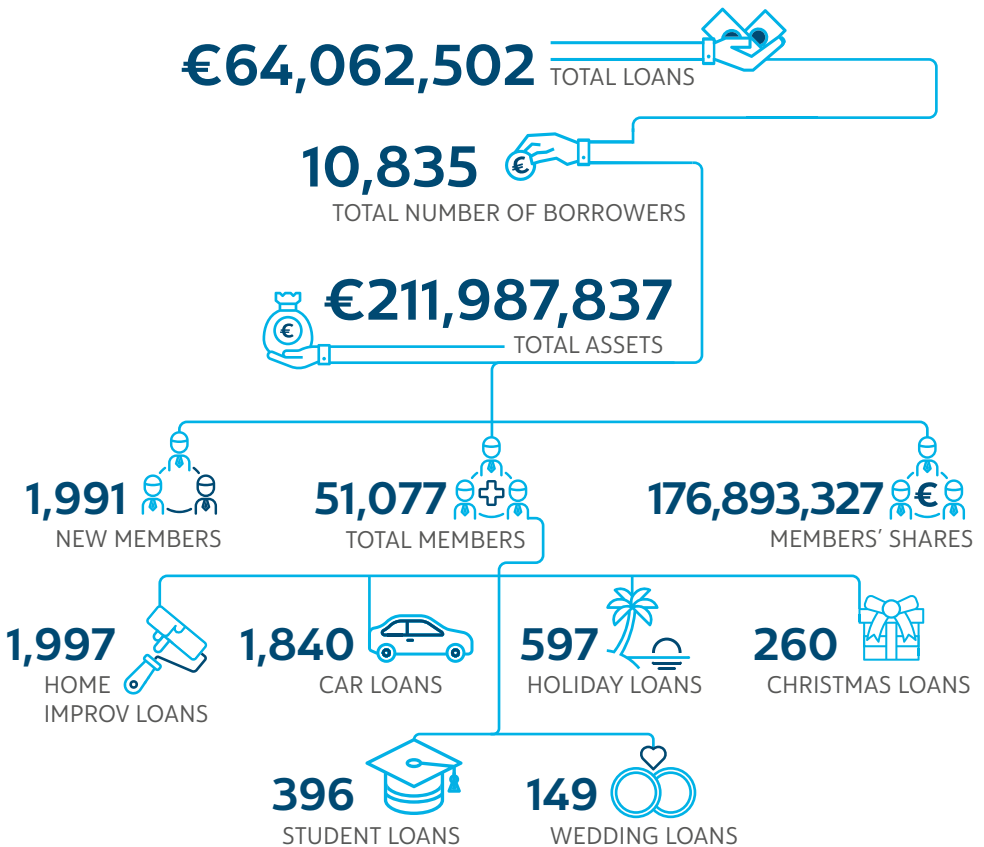 €64,062,502
TOTAL LOANS
10,835
€
TOTAL NUMBER OF BORROWERS
€211,987,837
€
TOTAL ASSETS
1,991
NEW MEMBERS
51,077
TOTAL MEMBERS
176,893,327
€
MEMBERS’ SHARES
1,997
HOME
IMPROV LOANS
1,840
CAR LOANS
597
HOLIDAY LOANS
260
CHRISTMAS LOANS
396
STUDENT LOANS
149
WEDDING LOANS